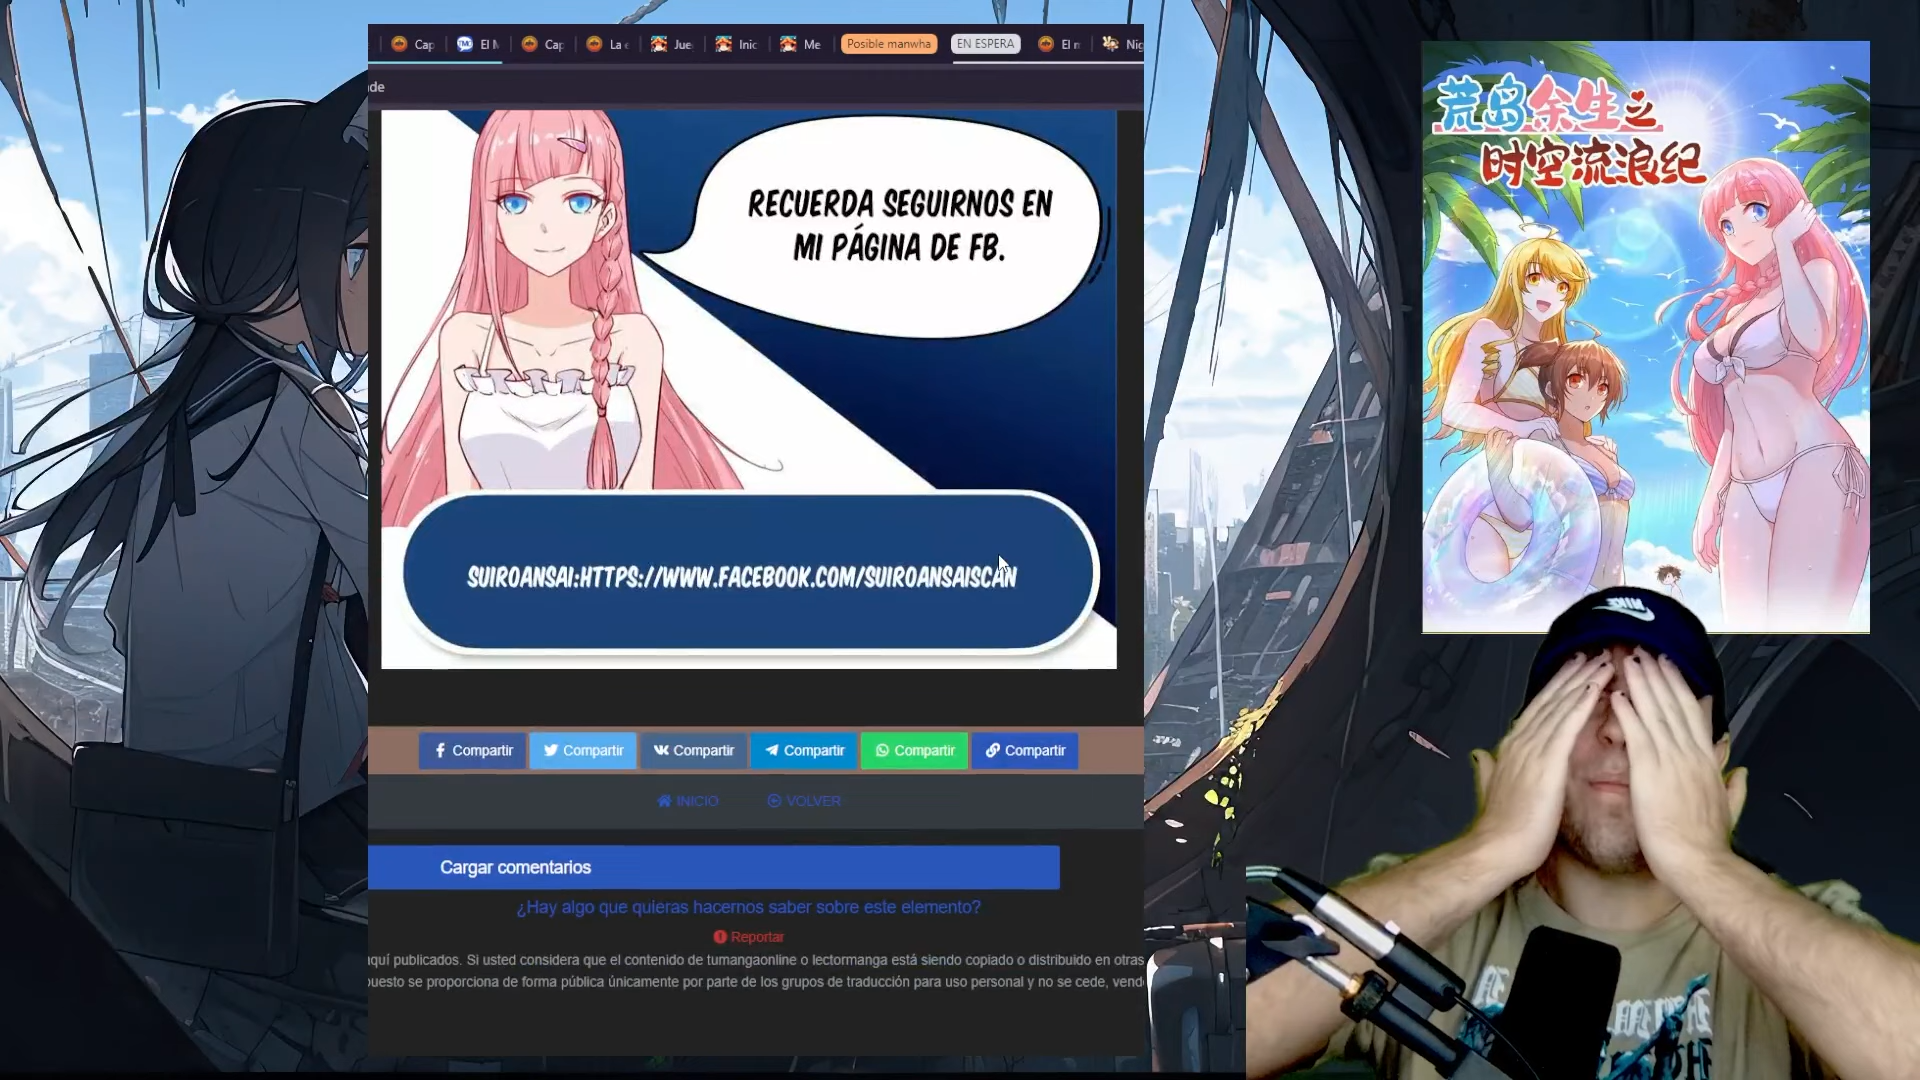 Cap
El M
Cap
La
Jue
Inic
Me
Posible manwha
EN ESPERA
El
Nig
de
RECUERDA SEGUIRNOS EN
MI PÁGINA DE FB.
SUIROANSAI:HTTPS://WWW.FACEBOOK.COM/SUIROANSAISCAN
Compartir
Compartir
Compartir
Compartir
Compartir
Compartir
INICIO
VOLVER
Cargar comentarios
¿Hay algo que quieras hacernos saber sobre este elemento?
Reportar
aquí publicados. Si usted considera que el contenido de tumangaonline o lectormanga está siendo copiado o distribuido en otras
puesto se proporciona de forma pública únicamente por parte de los grupos de traducción para uso personal y no se cede, vend
荒岛余生之
时空流浪纪
NIKE